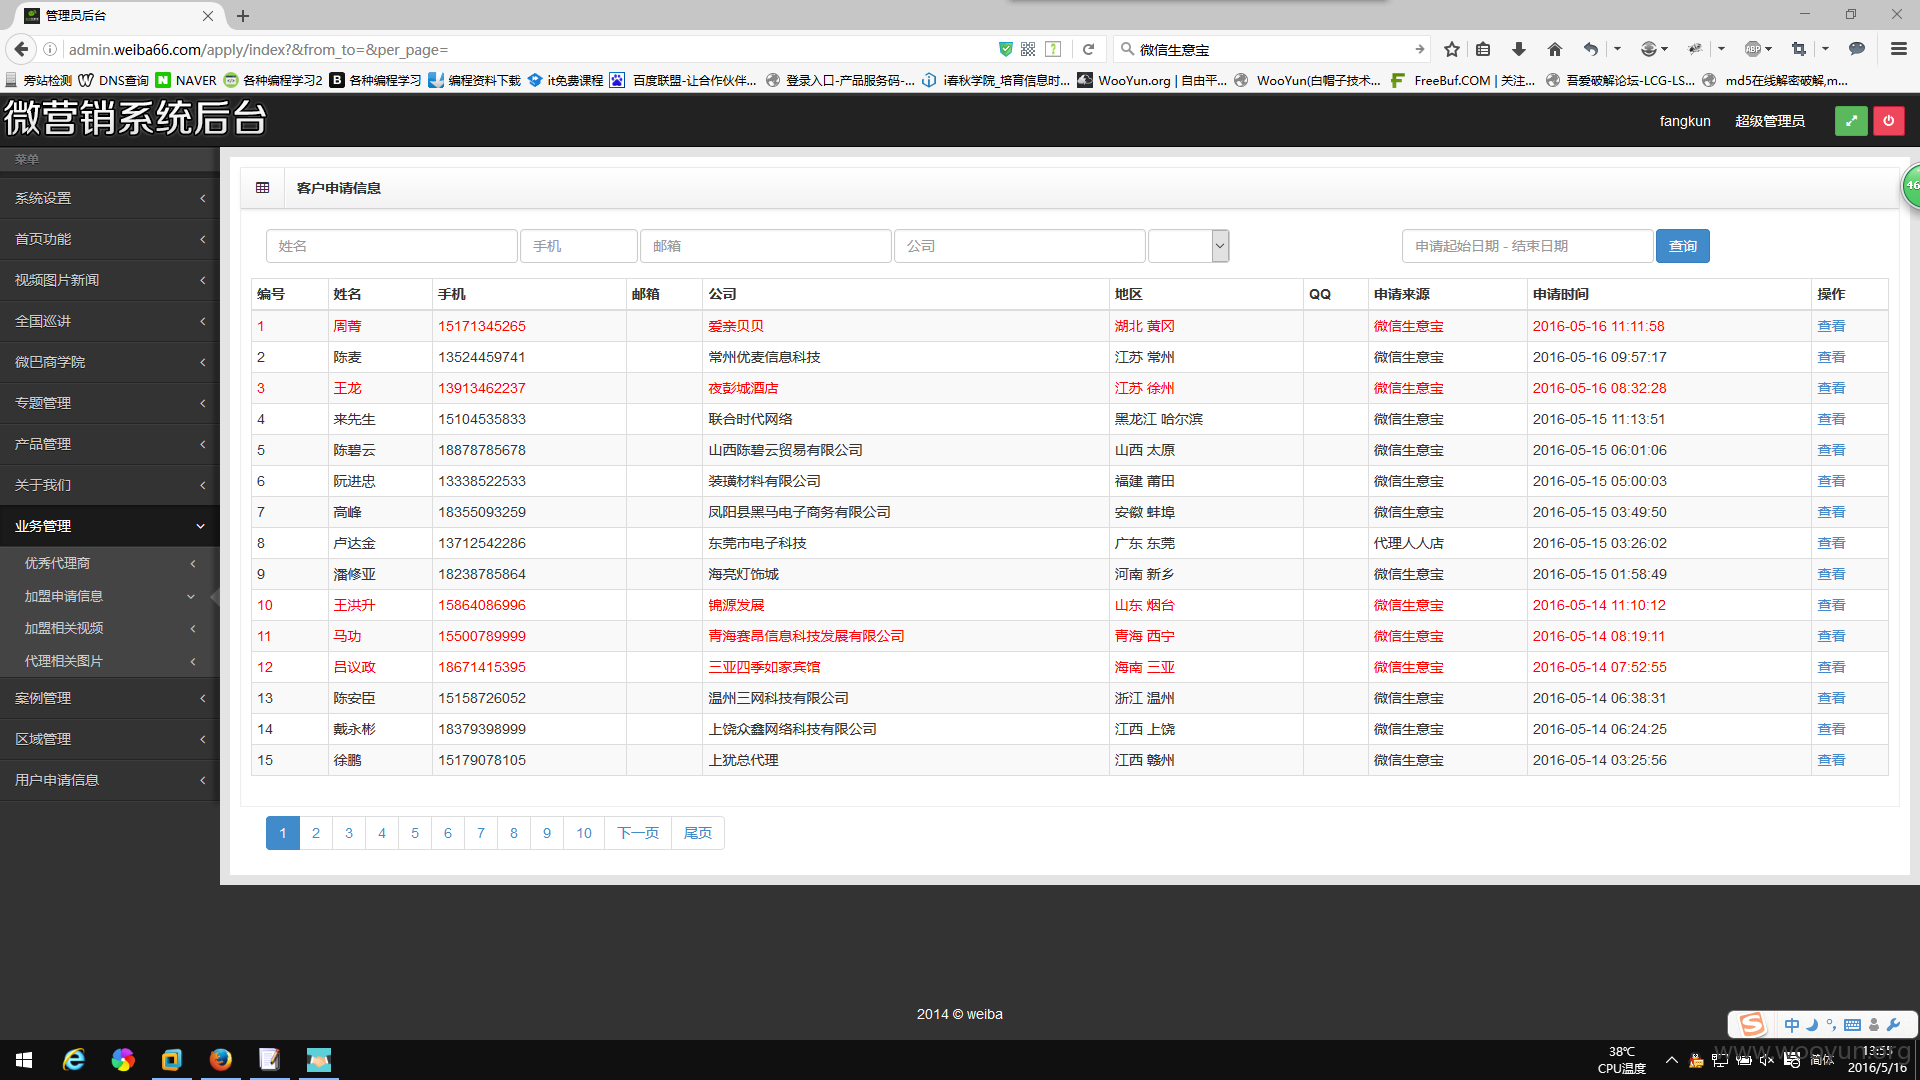 管理员后台
admin.weiba66.com/apply/index?&from_to=&per_page=
微信生意宝
旁站检测 DNS查询 NAVER 各种编程学习2 各种编程学习 编程资料下载 it免费课程 百度联盟-让合作伙伴... 登录入口-产品服务码-... i春秋学院_培育信息时... WooYun.org | 自由平... WooYun(白帽子技术... FreeBuf.COM | 关注... 吾爱破解论坛-LCG-LS... md5在线解密破解,m...
微营销系统后台
fangkun 超级管理员
菜单
系统设置
首页功能
视频图片新闻
全国巡讲
微巴商学院
专题管理
产品管理
关于我们
业务管理
优秀代理商
加盟申请信息
加盟相关视频
代理相关图片
案例管理
区域管理
用户申请信息
客户申请信息
46
姓名 手机 邮箱 公司 申请起始日期 - 结束日期 查询
编号 姓名 手机 邮箱 公司 地区 QQ 申请来源 申请时间 操作
1 周菁 15171345265 爱亲贝贝 湖北 黄冈 微信生意宝 2016-05-16 11:11:58 查看
2 陈麦 13524459741 常州优麦信息科技 江苏 常州 微信生意宝 2016-05-16 09:57:17 查看
3 王龙 13913462237 夜彭城酒店 江苏 徐州 微信生意宝 2016-05-16 08:32:28 查看
4 来先生 15104535833 联合时代网络 黑龙江 哈尔滨 微信生意宝 2016-05-15 11:13:51 查看
5 陈碧云 18878785678 山西陈碧云贸易有限公司 山西 太原 微信生意宝 2016-05-15 06:01:06 查看
6 阮进忠 13338522533 装璜材料有限公司 福建 莆田 微信生意宝 2016-05-15 05:00:03 查看
7 高峰 18355093259 凤阳县黑马电子商务有限公司 安徽 蚌埠 微信生意宝 2016-05-15 03:49:50 查看
8 卢达金 13712542286 东莞市电子科技 广东 东莞 代理人人店 2016-05-15 03:26:02 查看
9 潘修亚 18238785864 海亮灯饰城 河南 新乡 微信生意宝 2016-05-15 01:58:49 查看
10 王洪升 15864086996 锦源发展 山东 烟台 微信生意宝 2016-05-14 11:10:12 查看
11 马功 15500789999 青海赛昂信息科技发展有限公司 青海 西宁 微信生意宝 2016-05-14 08:19:11 查看
12 吕议政 18671415395 三亚四季如家宾馆 海南 三亚 微信生意宝 2016-05-14 07:52:55 查看
13 陈安臣 15158726052 温州三网科技有限公司 浙江 温州 微信生意宝 2016-05-14 06:38:31 查看
14 戴永彬 18379398999 上饶众鑫网络科技有限公司 江西 上饶 微信生意宝 2016-05-14 06:24:25 查看
15 徐鹏 15179078105 上犹总代理 江西 赣州 微信生意宝 2016-05-14 03:25:56 查看
1 2 3 4 5 6 7 8 9 10 下一页 尾页
2014 © weiba
中
38℃
CPU温度
简体
13:55
2016/5/16
www.wooyun.org